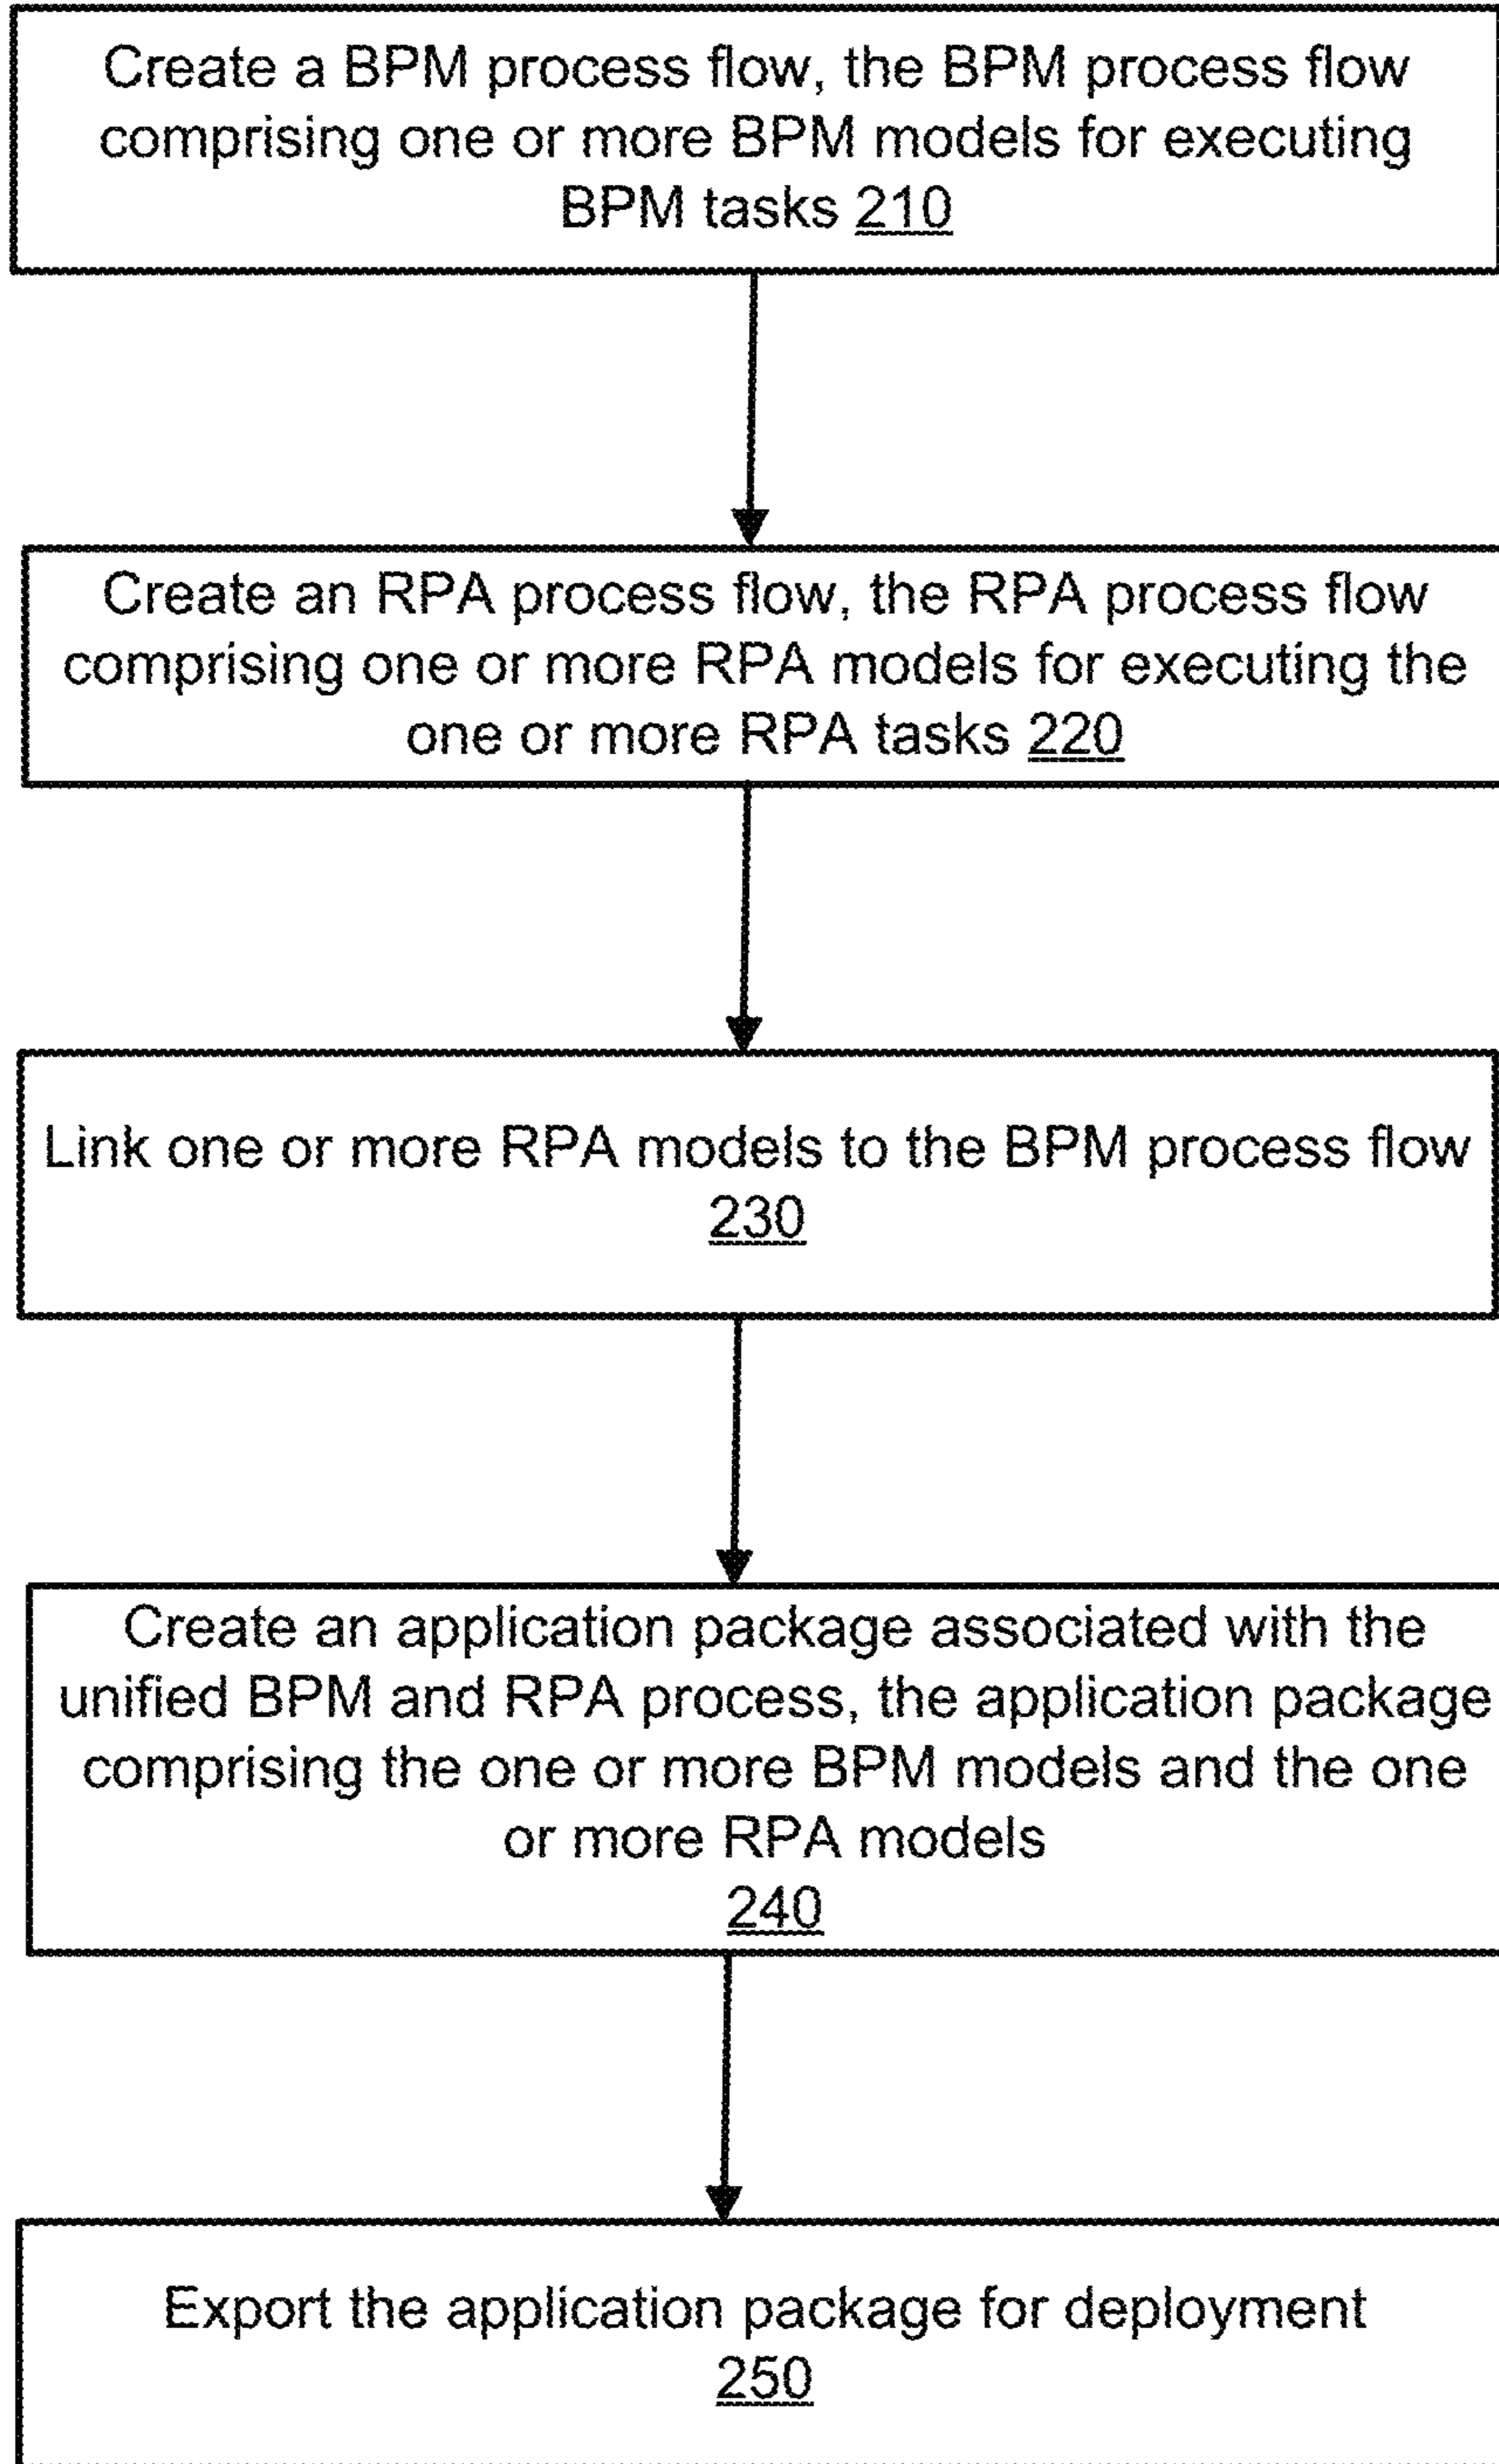 Create a BPM process flow, the BPM process flow
comprising one or more BPM models for executing
BPM tasks 210
Create an RPA process flow, the RPA process flow
comprising one or more RPA models for executing the
one or more RPA tasks 220
Link one or more RPA models to the BPM process flow
230
Create an application package associated with the
unified BPM and RPA process, the application package
comprising the one or more BPM models and the one
or more RPA models
240
Export the application package for deployment
250